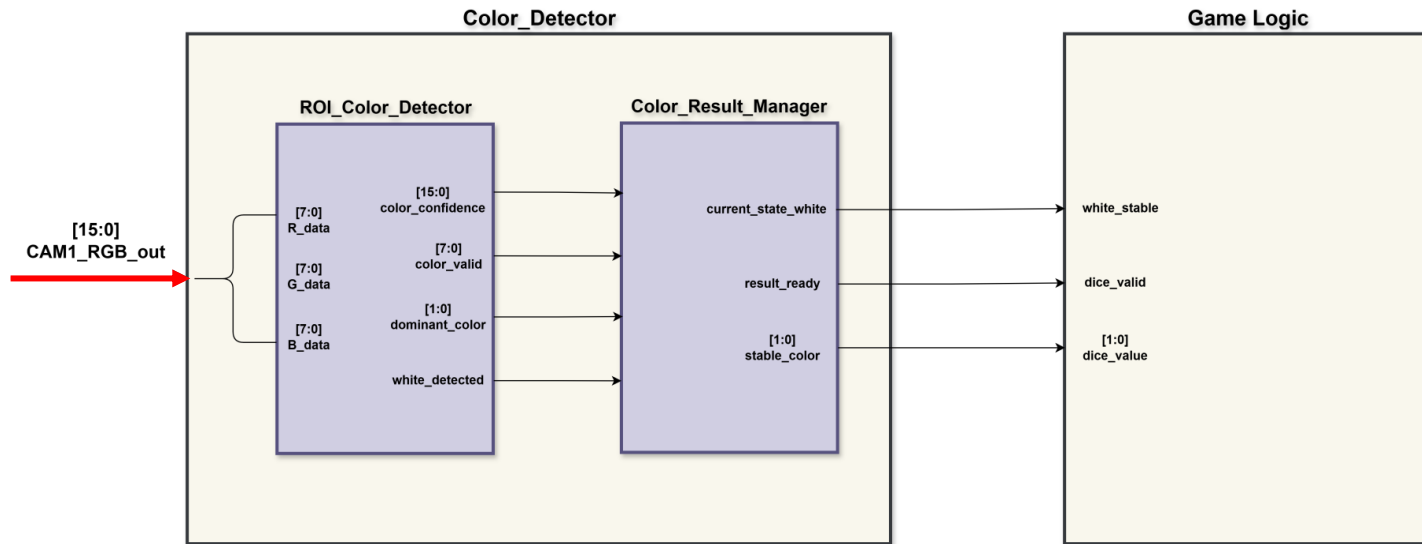 Color_Detector
Game Logic
ROI_Color_Detector
Color_Result_Manager
[15:0]
CAM1_RGB_out
[7:0]
R_data
[7:0]
G_data
[7:0]
B_data
[15:0]
color_confidence
[7:0]
color_valid
[1:0]
dominant_color
white_detected
current_state_white
result_ready
[1:0]
stable_color
white_stable
dice_valid
[1:0]
dice_value